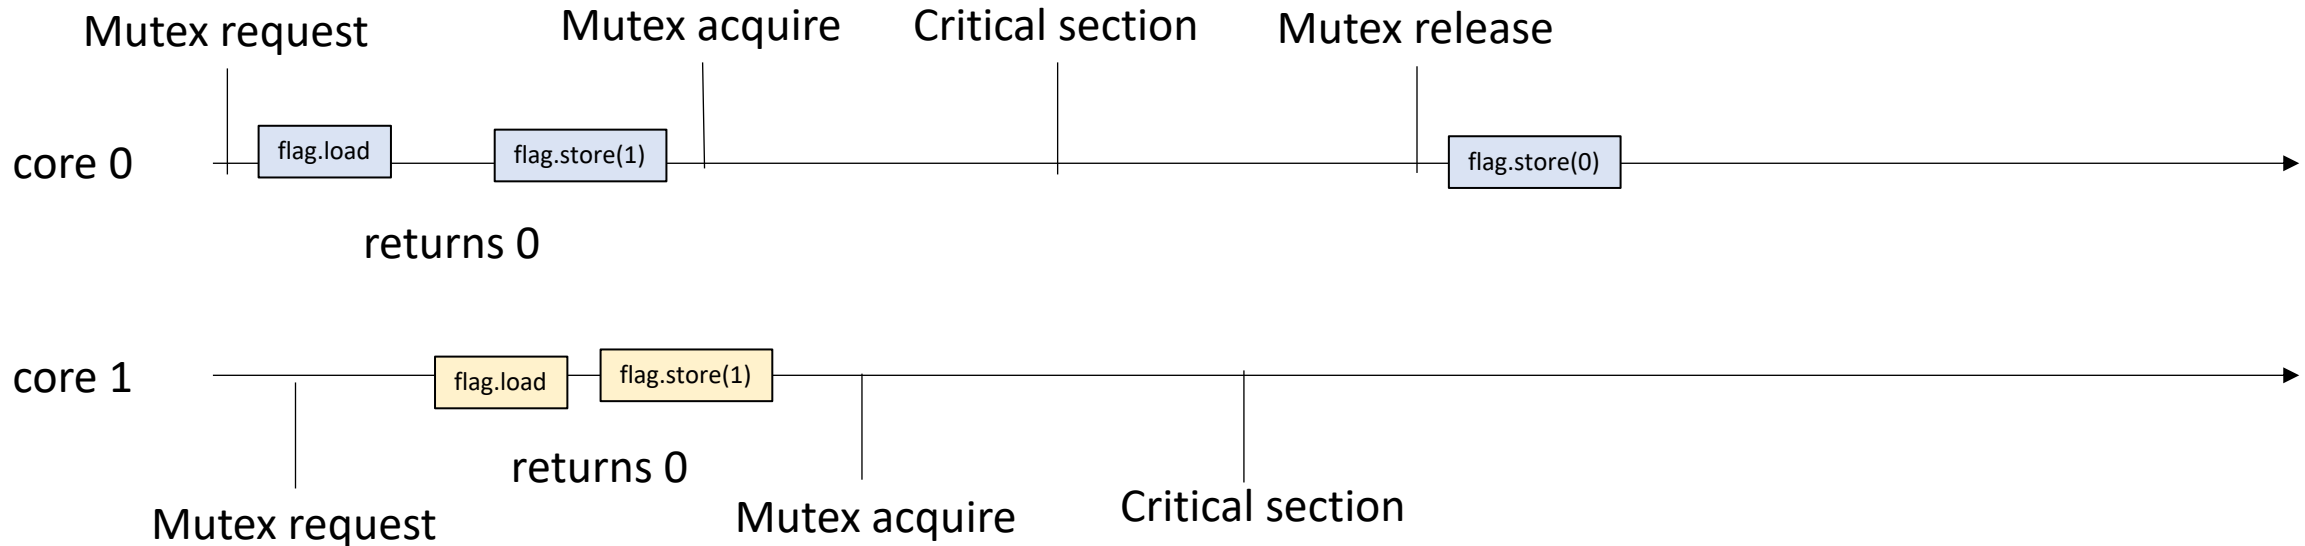 Mutex request
Mutex acquire
Critical section
Mutex release
core 0
flag.load
flag.store(1)
flag.store(0)
returns 0
core 1
flag.load
flag.store(1)
returns 0
Mutex request
Mutex acquire
Critical section